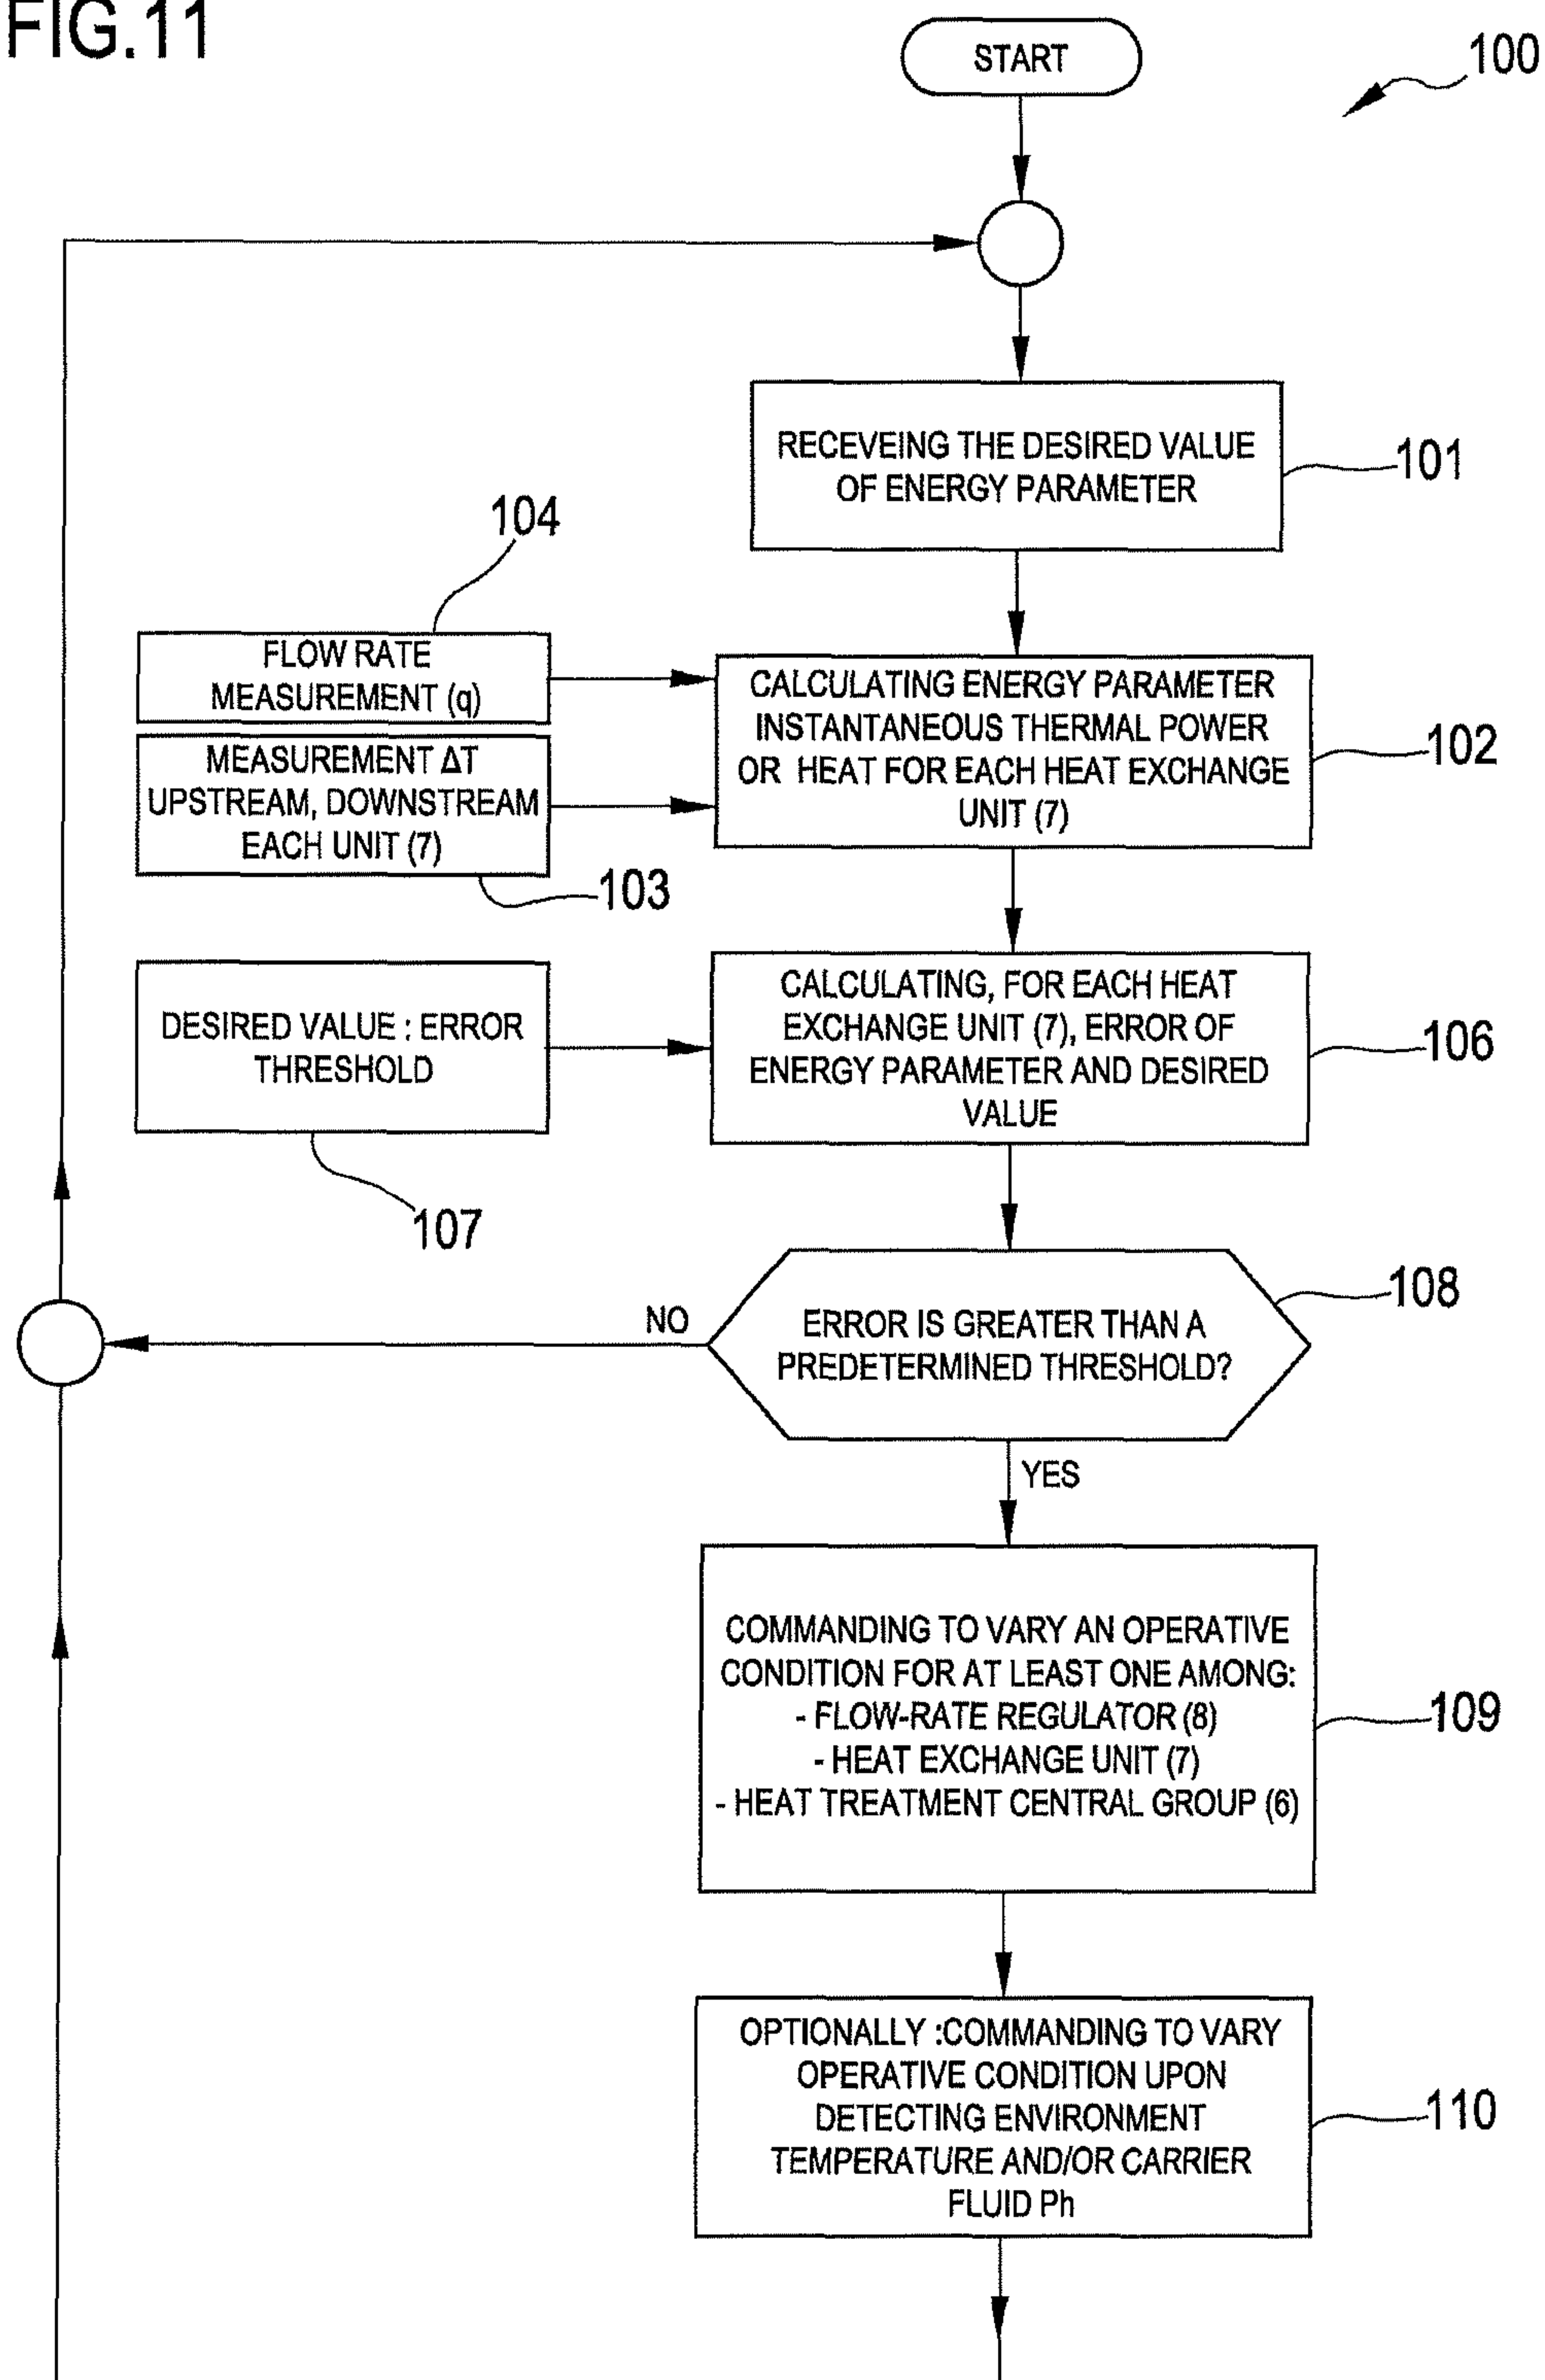 FIG.11
START
100
RECEVEING THE DESIRED VALUE
OF ENERGY PARAMETER
101
104
FLOW RATE
MEASUREMENT (q)
MEASUREMENT ΔT
UPSTREAM, DOWNSTREAM
EACH UNIT (7)
103
CALCULATING ENERGY PARAMETER
INSTANTANEOUS THERMAL POWER
OR HEAT FOR EACH HEAT EXCHANGE
UNIT (7)
102
DESIRED VALUE : ERROR
THRESHOLD
107
CALCULATING, FOR EACH HEAT
EXCHANGE UNIT (7), ERROR OF
ENERGY PARAMETER AND DESIRED
VALUE
106
NO
ERROR IS GREATER THAN A
PREDETERMINED THRESHOLD?
108
YES
COMMANDING TO VARY AN OPERATIVE
CONDITION FOR AT LEAST ONE AMONG:
- FLOW-RATE REGULATOR (8)
- HEAT EXCHANGE UNIT (7)
- HEAT TREATMENT CENTRAL GROUP (6)
109
OPTIONALLY :COMMANDING TO VARY
OPERATIVE CONDITION UPON
DETECTING ENVIRONMENT
TEMPERATURE AND/OR CARRIER
FLUID Ph
110